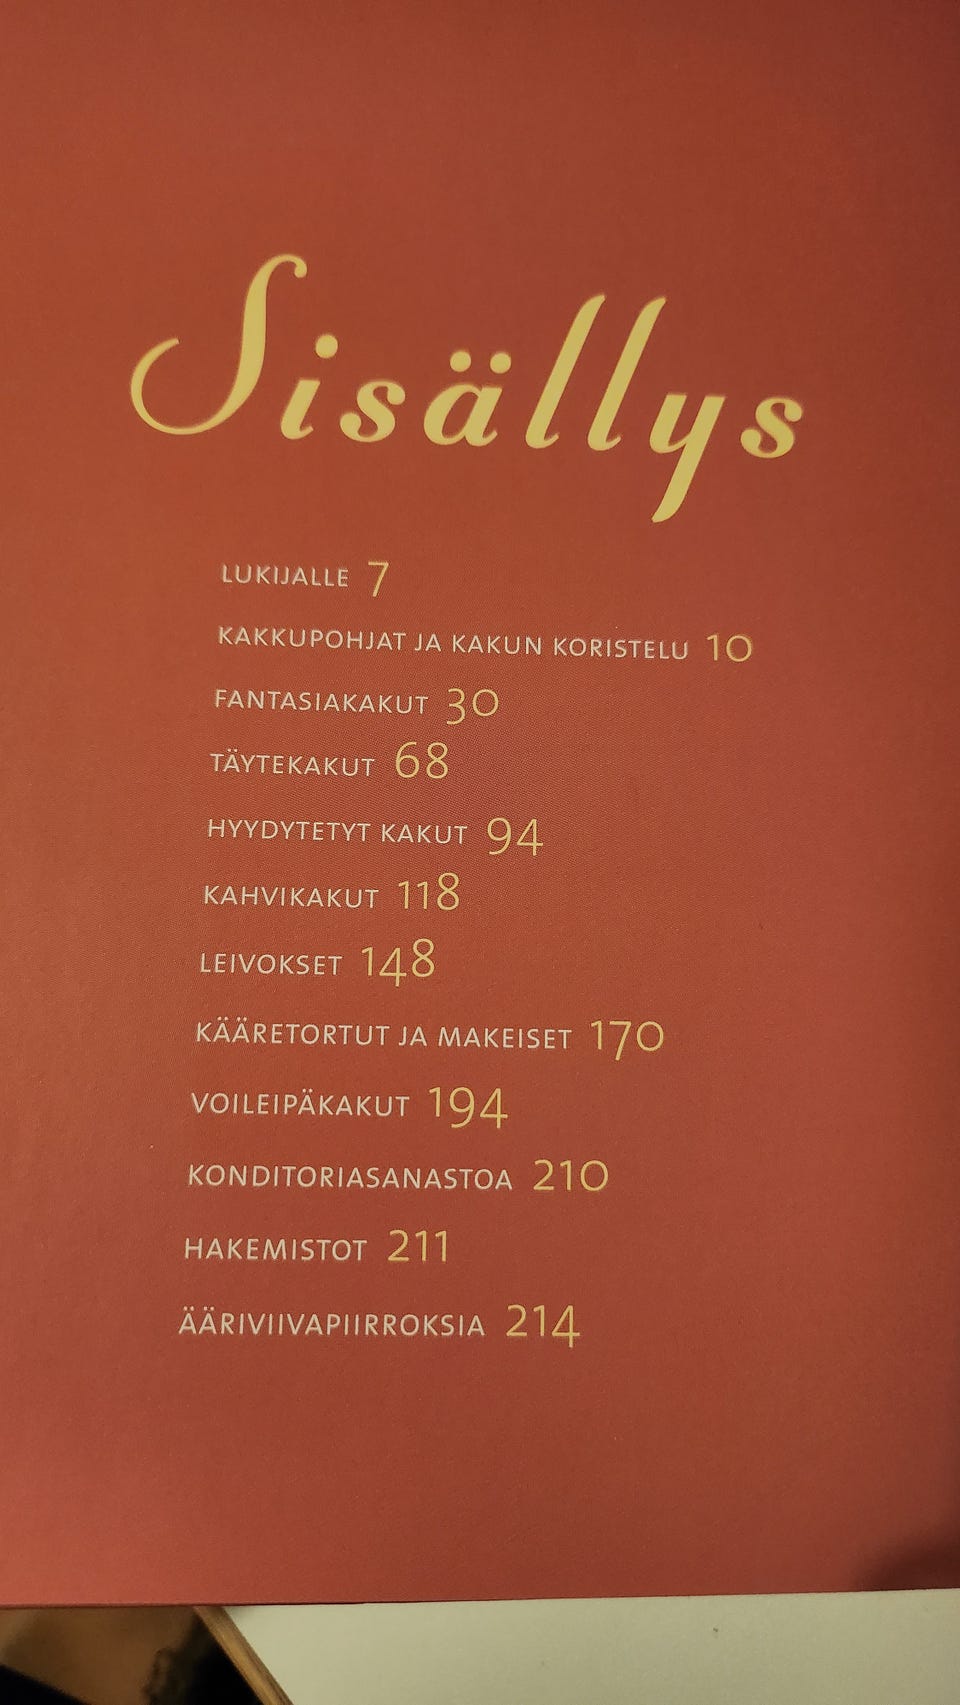 Sisällys
LUKIJALLE 7
KAKKUPOHJAT JA KAKUN KORISTELU 10
FANTASIAKAKUT 30
TÄYTEKAKUT 68
HYYDYTETYT KAKUT 94
KAHVIKAKUT 118
LEIVOKSET 148
KÄÄRETORTUT JA MAKEISET 170
VOILEIPÄKAKUT 194
KONDITORIASANASTOA 210
HAKEMISTOT 211
ÄÄRIVIIVAPIIRROKSIA 214